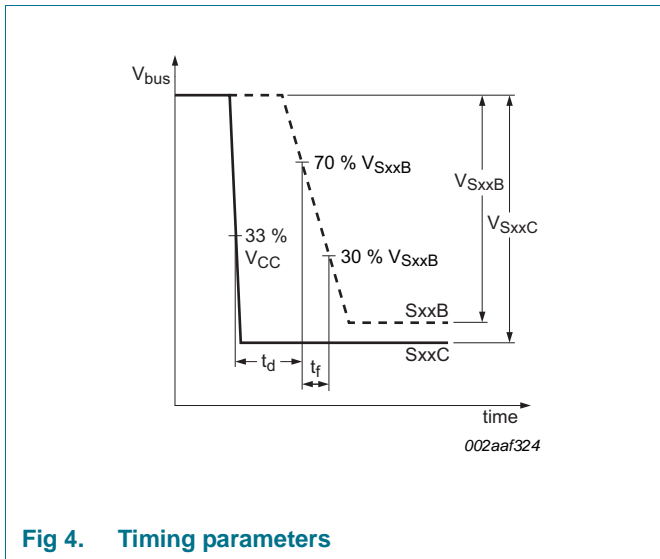 V_bus
70 % V_SxxB
V_SxxB
V_SxxC
33 %
V_CC
30 % V_SxxB
SxxB
SxxC
t_d
t_f
time
002aaf324
Fig 4. Timing parameters